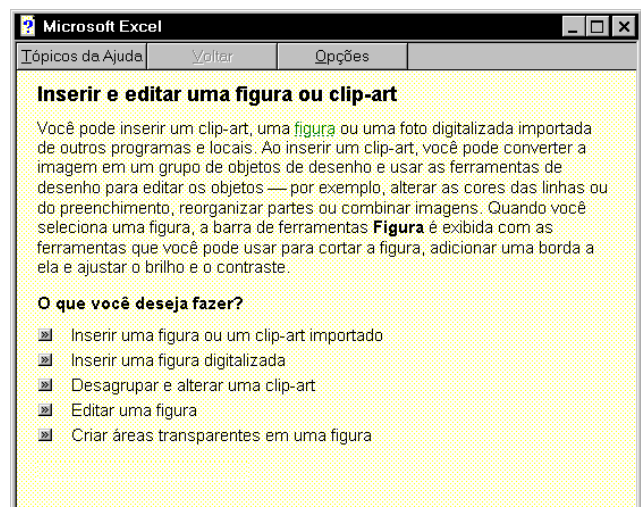 Microsoft Excel
Tópicos da Ajuda Voltar Opções
Inserir e editar uma figura ou clip-art
Você pode inserir um clip-art, uma figura ou uma foto digitalizada importada
de outros programas e locais. Ao inserir um clip-art, você pode converter a
imagem em um grupo de objetos de desenho e usar as ferramentas de
desenho para editar os objetos — por exemplo, alterar as cores das linhas ou
do preenchimento, reorganizar partes ou combinar imagens. Quando você
seleciona uma figura, a barra de ferramentas Figura é exibida com as
ferramentas que você pode usar para cortar a figura, adicionar uma borda a
ela e ajustar o brilho e o contraste.
O que você deseja fazer?
Inserir uma figura ou um clip-art importado
Inserir uma figura digitalizada
Desagrupar e alterar uma clip-art
Editar uma figura
Criar áreas transparentes em uma figura